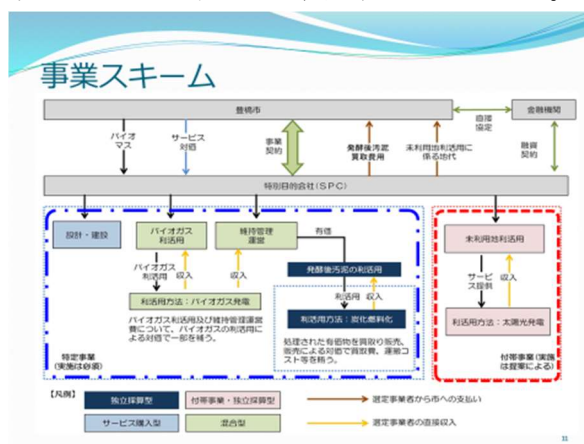 事業スキーム
豊橋市
金融機関
直接
協定
バイオ
マス
サービス
対価
事業
契約
発酵後汚泥
買取費用
未利用地利活用に
係る地代
融資
契約
特別目的会社(SPC)
設計・建設
バイオガス
利活用
維持管理
運営
有価
未利用地利活用
バイオガス
利活用
収入
収入
発酵後汚泥の利活用
サービ
ス提供
収入
利活用
収入
利活用方法:バイオガス発電
利活用方法:炭化燃料化
利活用方法:太陽光発電
バイオガス利活用及び維持管理運営
費について、バイオガスの利活用によ
る対価で一部を補う。
処理された有価物を買取り販売、
販売による対価で買取費、運搬コ
スト等を賄う。
特定事業
(実施は必須)
付帯事業(実施
は提案による)
【凡例】
独立採算型
付帯事業・独立採算型
選定事業者から市への支払い
サービス購入型
混合型
選定事業者の直接収入